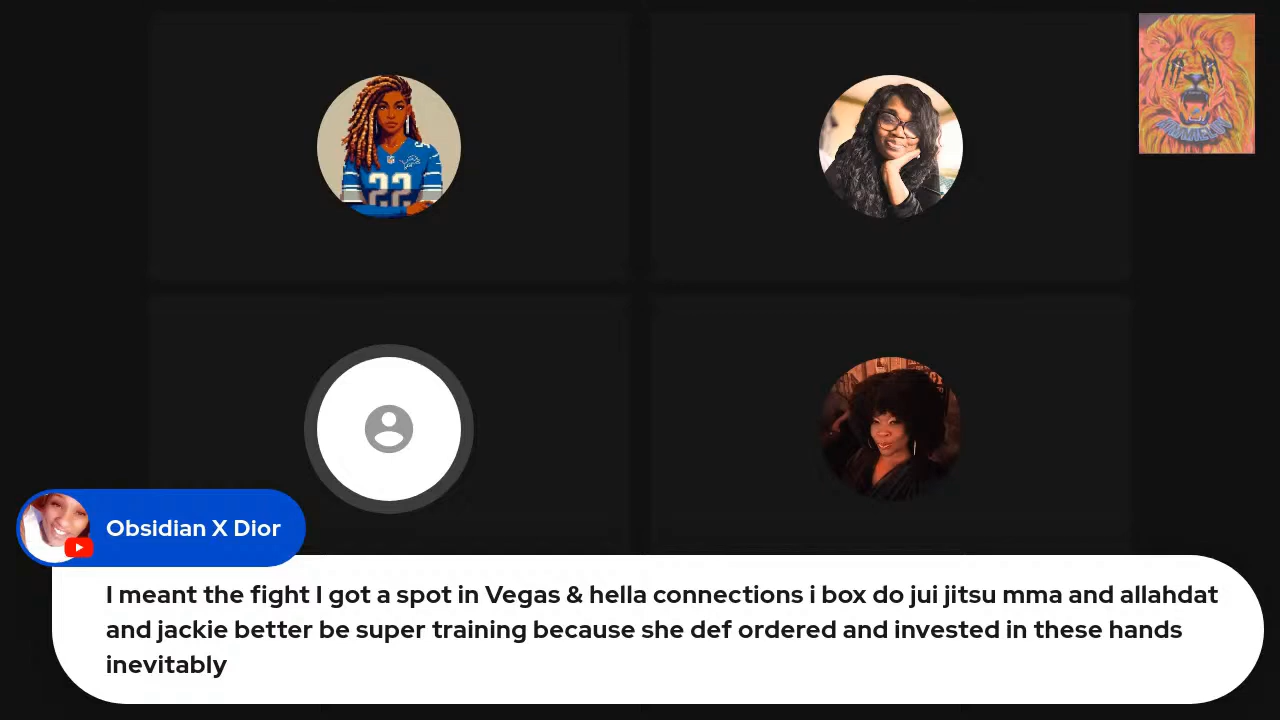 22
Obsidian X Dior
I meant the fight I got a spot in Vegas & hella connections i box do jui jitsu mma and allahdat
and jackie better be super training because she def ordered and invested in these hands
inevitably